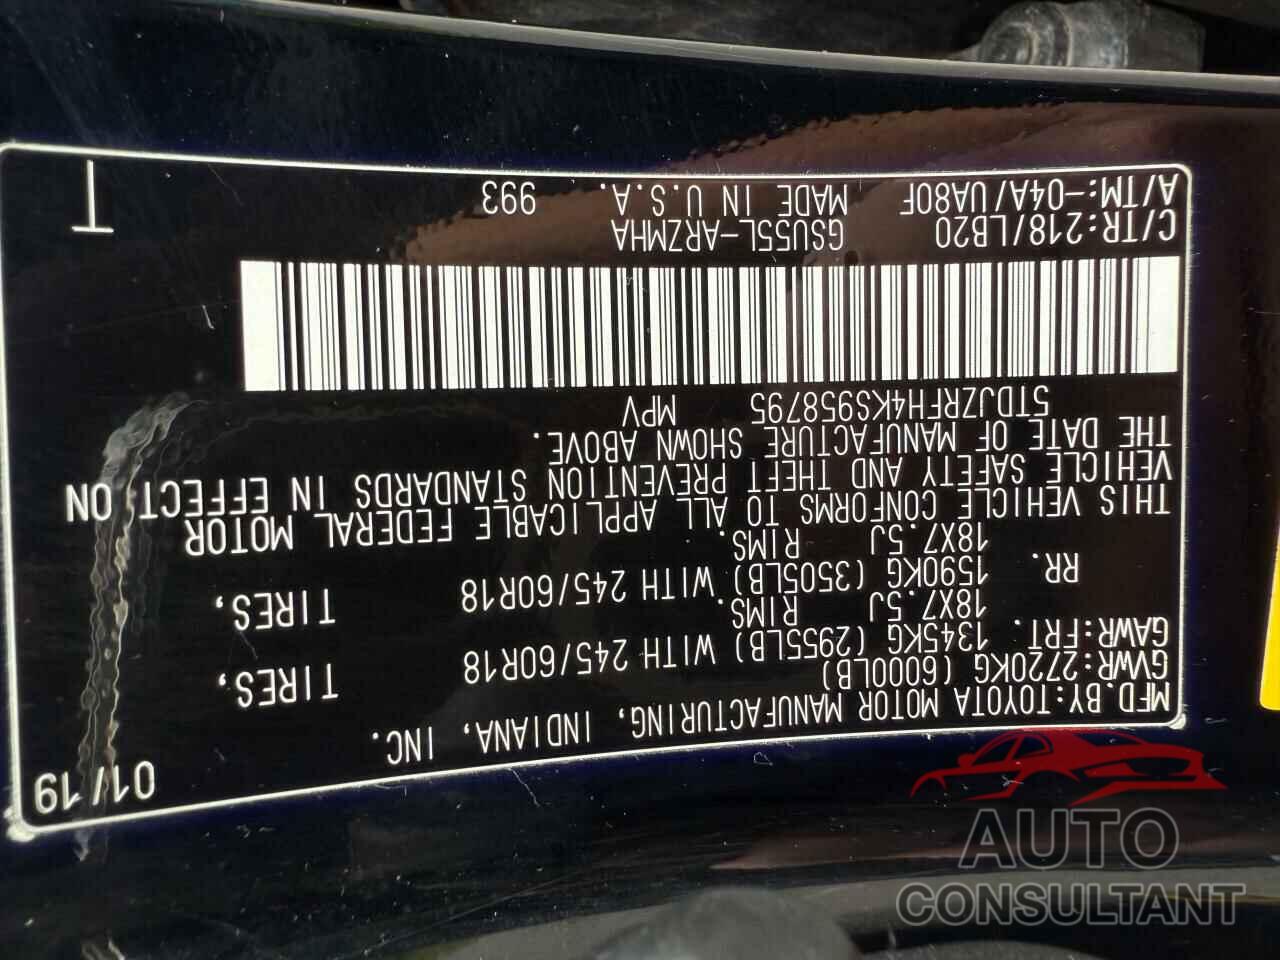 MFD.BY:TOYOTA MOTOR MANUFACTURING, INDIANA, INC. 01/19
GVWR:2720KG (6000LB)
GAWR:FRT. 1345KG (2955LB) WITH 245/60R18 TIRES,
18X7.5J RIMS.
RR. 1590KG (3505LB) WITH 245/60R18 TIRES,
18X7.5J RIMS.
THIS VEHICLE CONFORMS TO ALL APPLICABLE FEDERAL MOTOR
VEHICLE SAFETY AND THEFT PREVENTION STANDARDS IN EFFECT ON
THE DATE OF MANUFACTURE SHOWN ABOVE.
5TDJZRFH4KS958795 MPV
C/TR:218/LB20 GSU55L-ARZMHA
A/TM:-04A/UA80F MADE IN U.S.A. 993 T
AUTO
CONSULTANT